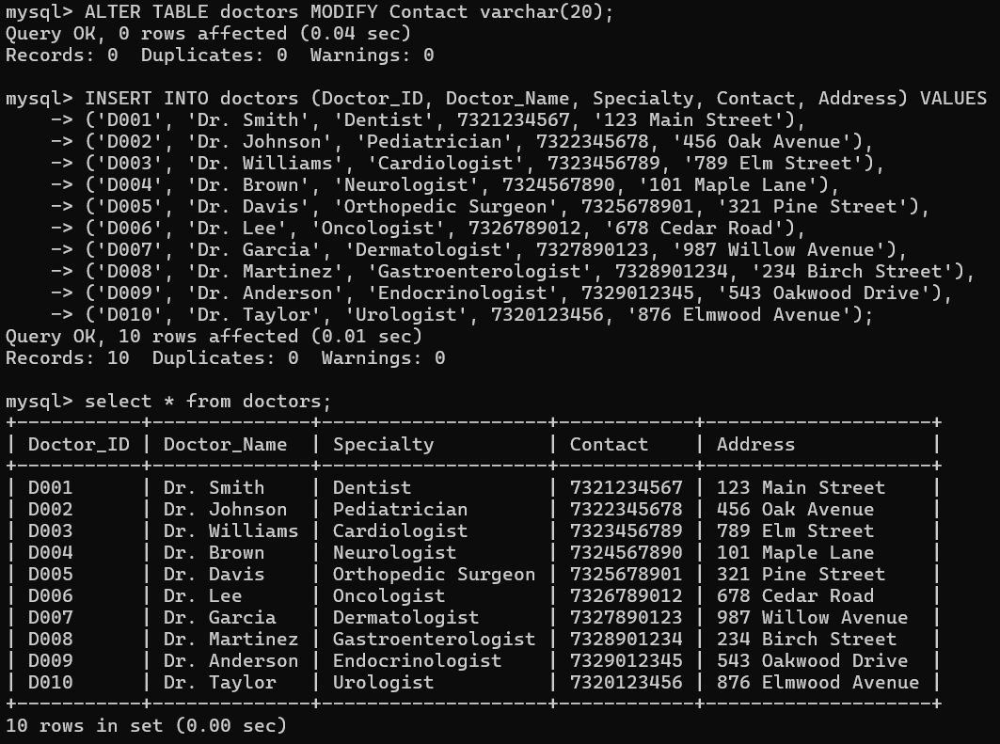 mysql> ALTER TABLE doctors MODIFY Contact varchar(20);
Query OK, 0 rows affected (0.04 sec)
Records: 0  Duplicates: 0  Warnings: 0

mysql> INSERT INTO doctors (Doctor_ID, Doctor_Name, Specialty, Contact, Address) VALUES
    -> ('D001', 'Dr. Smith', 'Dentist', 7321234567, '123 Main Street'),
    -> ('D002', 'Dr. Johnson', 'Pediatrician', 7322345678, '456 Oak Avenue'),
    -> ('D003', 'Dr. Williams', 'Cardiologist', 7323456789, '789 Elm Street'),
    -> ('D004', 'Dr. Brown', 'Neurologist', 7324567890, '101 Maple Lane'),
    -> ('D005', 'Dr. Davis', 'Orthopedic Surgeon', 7325678901, '321 Pine Street'),
    -> ('D006', 'Dr. Lee', 'Oncologist', 7326789012, '678 Cedar Road'),
    -> ('D007', 'Dr. Garcia', 'Dermatologist', 7327890123, '987 Willow Avenue'),
    -> ('D008', 'Dr. Martinez', 'Gastroenterologist', 7328901234, '234 Birch Street'),
    -> ('D009', 'Dr. Anderson', 'Endocrinologist', 7329012345, '543 Oakwood Drive'),
    -> ('D010', 'Dr. Taylor', 'Urologist', 7320123456, '876 Elmwood Avenue');
Query OK, 10 rows affected (0.01 sec)
Records: 10  Duplicates: 0  Warnings: 0

mysql> select * from doctors;
+-----------+--------------+--------------------+------------+--------------------+
| Doctor_ID | Doctor_Name  | Specialty          | Contact    | Address            |
+-----------+--------------+--------------------+------------+--------------------+
| D001      | Dr. Smith    | Dentist            | 7321234567 | 123 Main Street    |
| D002      | Dr. Johnson  | Pediatrician       | 7322345678 | 456 Oak Avenue     |
| D003      | Dr. Williams | Cardiologist       | 7323456789 | 789 Elm Street     |
| D004      | Dr. Brown    | Neurologist        | 7324567890 | 101 Maple Lane     |
| D005      | Dr. Davis    | Orthopedic Surgeon | 7325678901 | 321 Pine Street    |
| D006      | Dr. Lee      | Oncologist         | 7326789012 | 678 Cedar Road     |
| D007      | Dr. Garcia   | Dermatologist      | 7327890123 | 987 Willow Avenue  |
| D008      | Dr. Martinez | Gastroenterologist | 7328901234 | 234 Birch Street   |
| D009      | Dr. Anderson | Endocrinologist    | 7329012345 | 543 Oakwood Drive  |
| D010      | Dr. Taylor   | Urologist          | 7320123456 | 876 Elmwood Avenue |
+-----------+--------------+--------------------+------------+--------------------+
10 rows in set (0.00 sec)